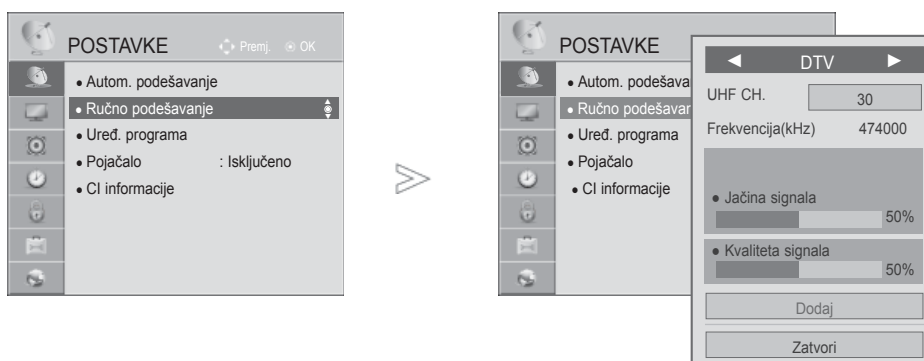 POSTAVKE Premj. OK
• Autom. podešavanje
• Ručno podešavanje
• Uređ. programa
• Pojačalo : Isključeno
• CI informacije
POSTAVKE
• Autom. podešava
• Ručno podešavan
• Uređ. programa
• Pojačalo
• CI informacije
◄ DTV ►
UHF CH. 30
Frekvencija(kHz) 474000
• Jačina signala
50%
• Kvaliteta signala
50%
Dodaj
Zatvori